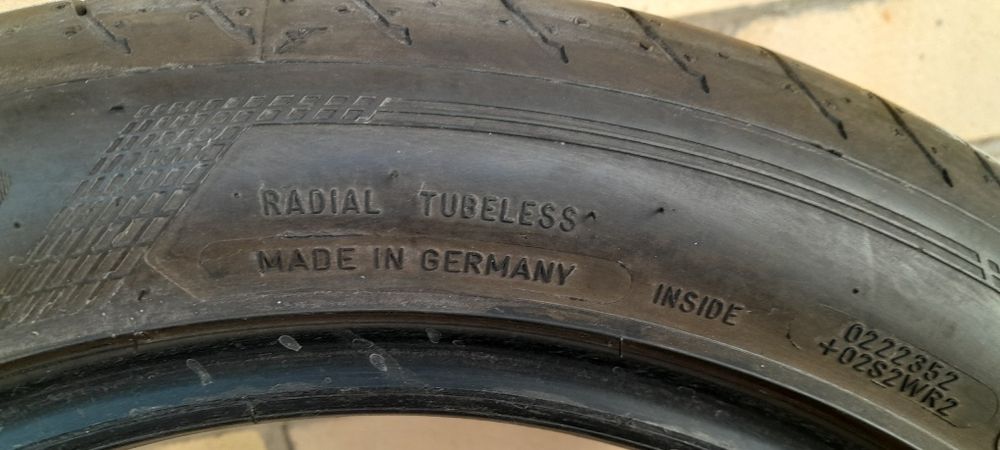 RADIAL TUBELESS
MADE IN GERMANY
INSIDE
0222352
+02S2WR2